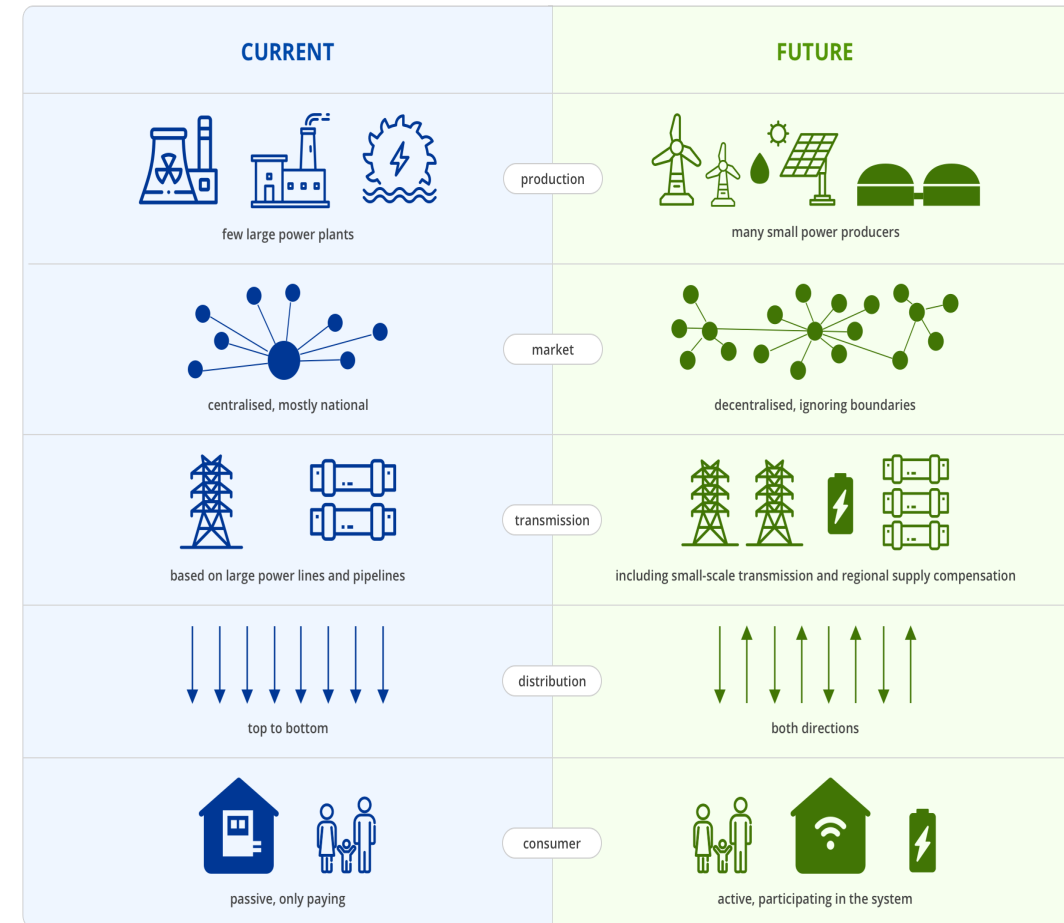 CURRENT
FUTURE
production
few large power plants
many small power producers
market
centralised, mostly national
decentralised, ignoring boundaries
transmission
based on large power lines and pipelines
including small-scale transmission and regional supply compensation
distribution
top to bottom
both directions
consumer
passive, only paying
active, participating in the system